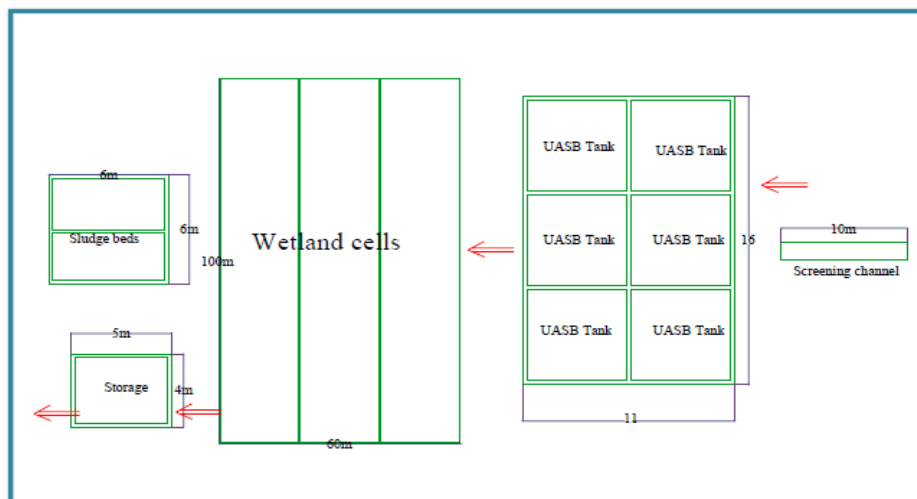 6m
6m
Sludge beds
5m
4m
Storage
100m
Wetland cells
60m
UASB Tank
UASB Tank
UASB Tank
UASB Tank
UASB Tank
UASB Tank
16
11
10m
Screening channel